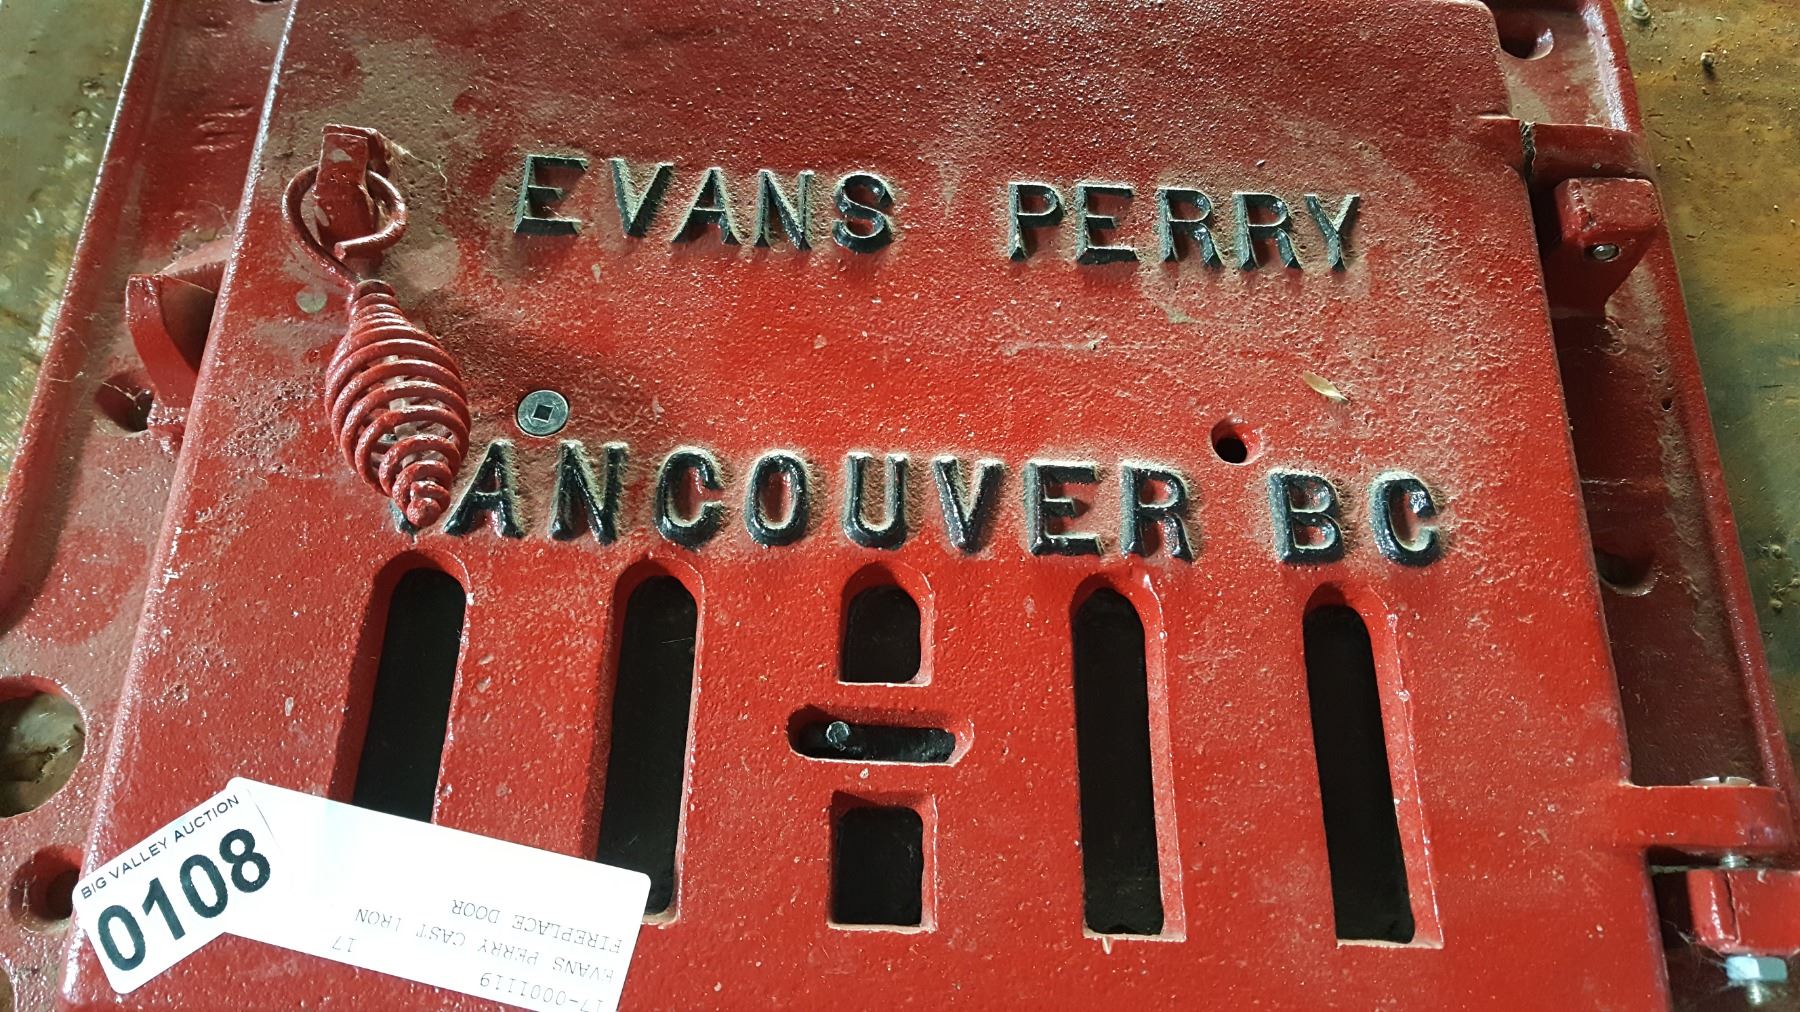 EVANS PERRY
VANCOUVER BC
BIG VALLEY AUCTION
0108
17-0001119 17
EVANS PERRY CAST IRON
FIREPLACE DOOR